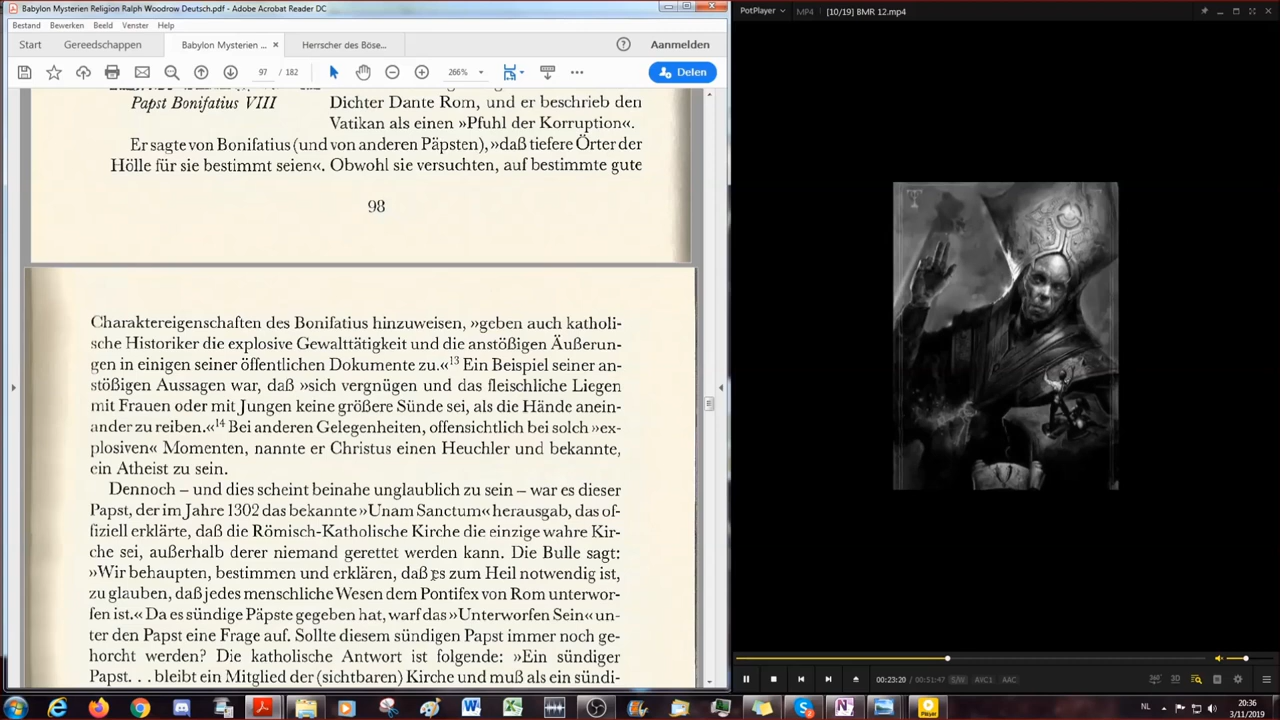 Babylon Mysterien Religion Ralph Woodrow Deutsch.pdf - Adobe Acrobat Reader DC
Bestand Bewerken Beeld Venster Help
Start Gereedschappen Babylon Mysterien ... × Herrscher des Böse... Aanmelden
97 / 182 266% Delen
Papst Bonifatius VIII
Dichter Dante Rom, und er beschrieb den
Vatikan als einen »Pfuhl der Korruption«.
Er sagte von Bonifatius (und von anderen Päpsten), »daß tiefere Örter der
Hölle für sie bestimmt seien«. Obwohl sie versuchten, auf bestimmte gute
98
Charaktereigenschaften des Bonifatius hinzuweisen, »geben auch katholi-
sche Historiker die explosive Gewalttätigkeit und die anstößigen Äußerun-
gen in einigen seiner öffentlichen Dokumente zu.«13 Ein Beispiel seiner an-
stößigen Aussagen war, daß »sich vergnügen und das fleischliche Liegen
mit Frauen oder mit Jungen keine größere Sünde sei, als die Hände anein-
ander zu reiben.«14 Bei anderen Gelegenheiten, offensichtlich bei solch »ex-
plosiven« Momenten, nannte er Christus einen Heuchler und bekannte,
ein Atheist zu sein.
Dennoch – und dies scheint beinahe unglaublich zu sein – war es dieser
Papst, der im Jahre 1302 das bekannte »Unam Sanctum« herausgab, das of-
fiziell erklärte, daß die Römisch-Katholische Kirche die einzige wahre Kir-
che sei, außerhalb derer niemand gerettet werden kann. Die Bulle sagt:
»Wir behaupten, bestimmen und erklären, daß es zum Heil notwendig ist,
zu glauben, daß jedes menschliche Wesen dem Pontifex von Rom unterwor-
fen ist.« Da es sündige Päpste gegeben hat, warf das »Unterworfen Sein« un-
ter den Papst eine Frage auf. Sollte diesem sündigen Papst immer noch ge-
horcht werden? Die katholische Antwort ist folgende: »Ein sündiger
Papst. . . bleibt ein Mitglied der (sichtbaren) Kirche und muß als ein sündi-
PotPlayer MP4 [10/19] BMR 12.mp4
00:23:20 / 00:51:47 S/W AVC1 AAC
360° 3D
NL 20:36
3/11/2019